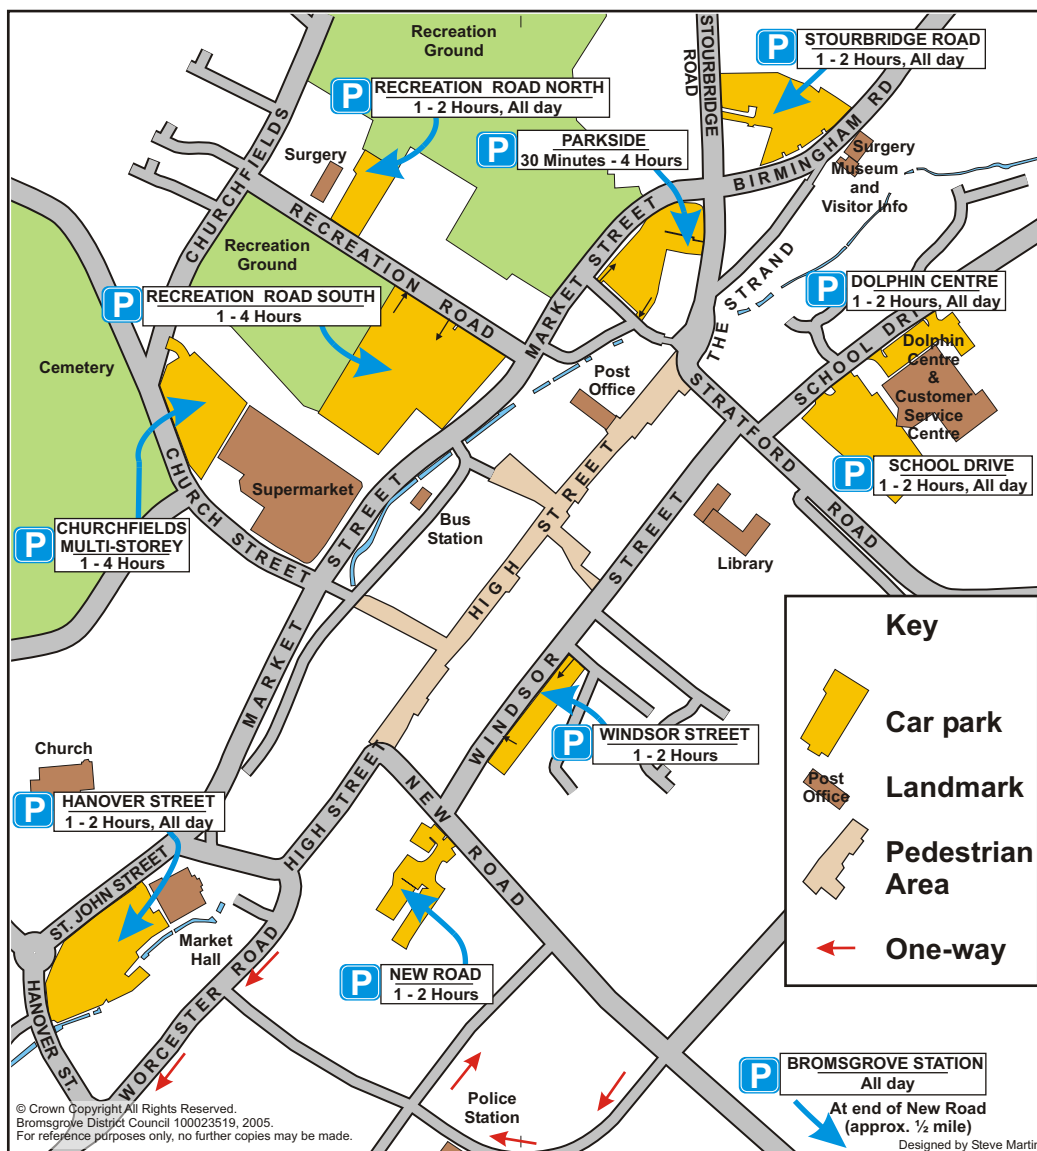 Recreation
Ground
STOURBRIDGE
ROAD
P
STOURBRIDGE ROAD
1 - 2 Hours, All day
P
RECREATION ROAD NORTH
1 - 2 Hours, All day
P
PARKSIDE
30 Minutes - 4 Hours
BIRMINGHAM RD
Surgery
Surgery
Museum
and
Visitor Info
CHURCHFIELDS
RECREATION ROAD
MARKET STREET
Recreation
Ground
THE STRAND
P
RECREATION ROAD SOUTH
1 - 4 Hours
P
DOLPHIN CENTRE
1 - 2 Hours, All day
SCHOOL DRI
Dolphin
Centre
&
Customer
Service
Centre
Cemetery
Post
Office
STRATFORD
ROAD
P
SCHOOL DRIVE
1 - 2 Hours, All day
CHURCH STREET
Supermarket
Bus
Station
HIGH STREET
Library
P
CHURCHFIELDS
MULTI-STOREY
1 - 4 Hours
MARKET STREET
WINDSOR STREET
P
WINDSOR STREET
1 - 2 Hours
Key
Car park
Post
Office
Landmark
Pedestrian
Area
One-way
Church
P
HANOVER STREET
1 - 2 Hours, All day
HIGH STREET
NEW ROAD
ST. JOHN STREET
Market
Hall
P
NEW ROAD
1 - 2 Hours
HANOVER ST.
WORCESTER ROAD
Police
Station
P
BROMSGROVE STATION
All day
At end of New Road
(approx. ½ mile)
© Crown Copyright All Rights Reserved.
Bromsgrove District Council 100023519, 2005.
For reference purposes only, no further copies may be made.
Designed by Steve Martin